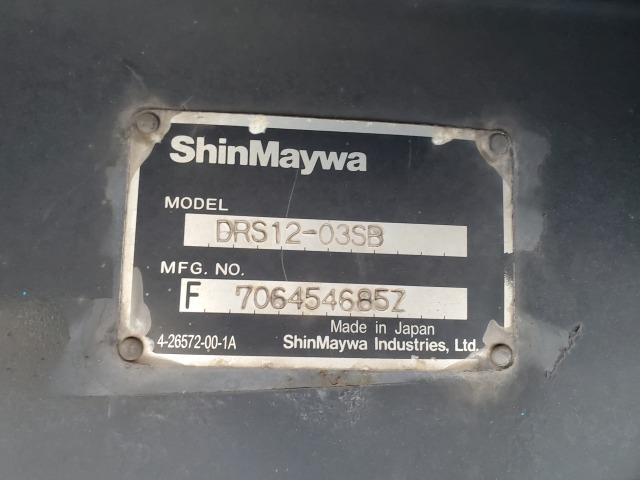 ShinMaywa
MODEL
DRS12-03SB
MFG. NO.
F 706454685Z
Made in Japan
4-26572-00-1A ShinMaywa Industries, Ltd.